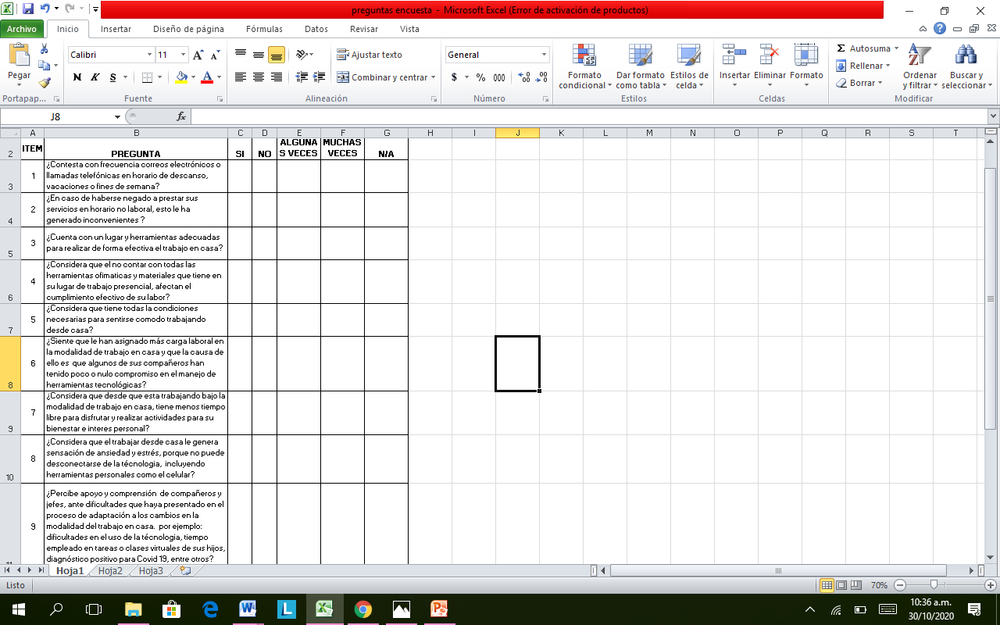 preguntas encuesta - Microsoft Excel (Error de activación de productos)
Archivo Inicio Insertar Diseño de página Fórmulas Datos Revisar Vista
Pegar
Portapap...
Calibri 11
N K S
Fuente
Ajustar texto
Combinar y centrar
Alineación
General
$ % 000
Número
Formato condicional
Dar formato como tabla
Estilos de celda
Estilos
Insertar Eliminar Formato
Celdas
Autosuma
Rellenar
Borrar
Ordenar y filtrar
Buscar y seleccionar
Modificar
J8 fx
A B C D E F G H I J K L M N O P Q R S T
2 ITEM PREGUNTA SI NO ALGUNAS VECES MUCHAS VECES N/A
3 1 ¿Contesta con frecuencia correos electrónicos o
llamadas telefónicas en horario de descanso,
vacaciones o fines de semana?
4 2 ¿En caso de haberse negado a prestar sus
servicios en horario no laboral, esto le ha
generado inconvenientes ?
5 3 ¿Cuenta con un lugar y herramientas adecuadas
para realizar de forma efectiva el trabajo en casa?
6 4 ¿Considera que el no contar con todas las
herramientas ofimaticas y materiales que tiene en
su lugar de trabajo presencial, afectan el
cumplimiento efectivo de su labor?
7 5 ¿Considera que tiene todas la condiciones
necesarias para sentirse comodo trabajando
desde casa?
8 6 ¿Siente que le han asignado más carga laboral en
la modalidad de trabajo en casa y que la causa de
ello es que algunos de sus compañeros han
tenido poco o nulo compromiso en el manejo de
herramientas tecnológicas?
9 7 ¿Considera que desde que esta trabajando bajo la
modalidad de trabajo en casa, tiene menos tiempo
libre para disfrutar y realizar actividades para su
bienestar e interes personal?
10 8 ¿Considera que el trabajar desde casa le genera
sensación de ansiedad y estrés, porque no puede
desconectarse de la técnologia, incluyendo
herramientas personales como el celular?
9 ¿Percibe apoyo y comprensión de compañeros y
jefes, ante dificultades que haya presentado en el
proceso de adaptación a los cambios en la
modalidad del trabajo en casa. por ejemplo:
dificultades en el uso de la técnologia, tiempo
empleado en tareas o clases virtuales de sus hijos,
diagnóstico positivo para Covid 19, entre otros?
Hoja1 Hoja2 Hoja3
Listo 70%
10:36 a.m.
30/10/2020